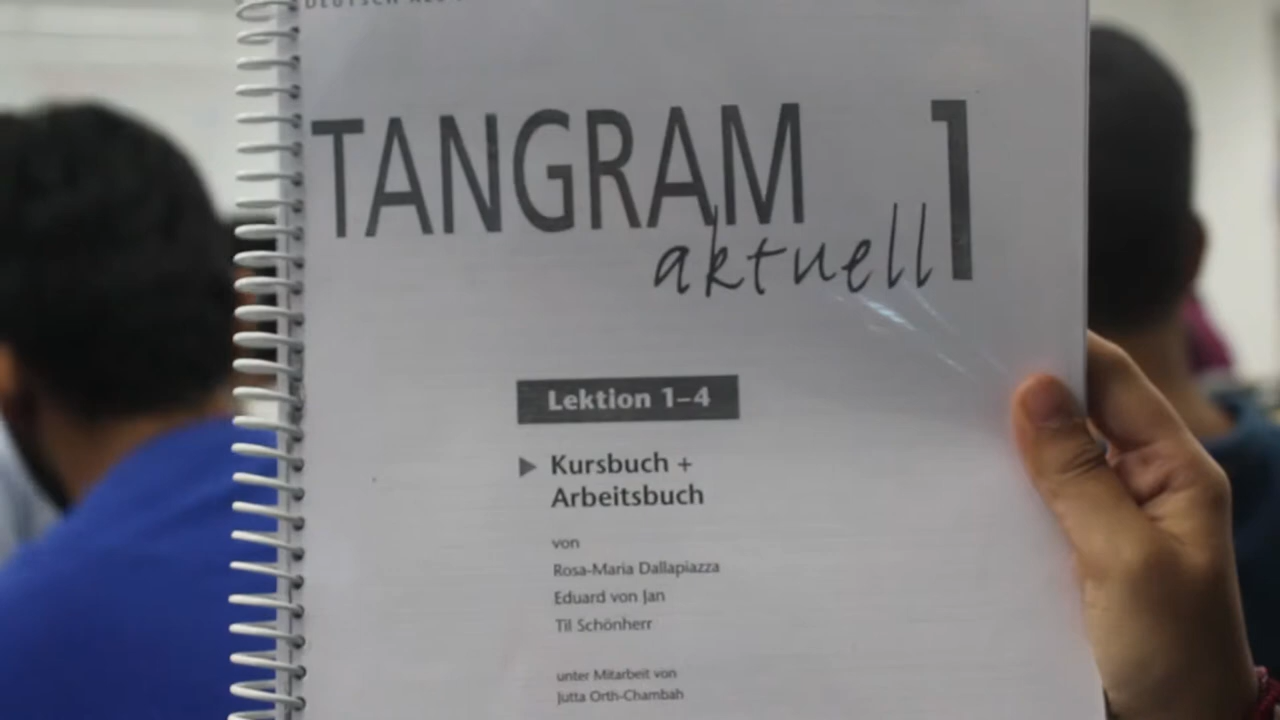 TANGRAM
aktuell 1
Lektion 1–4
▶ Kursbuch +
Arbeitsbuch
von
Rosa-Maria Dallapiazza
Eduard von Jan
Til Schönherr
unter Mitarbeit von
Jutta Orth-Chambah